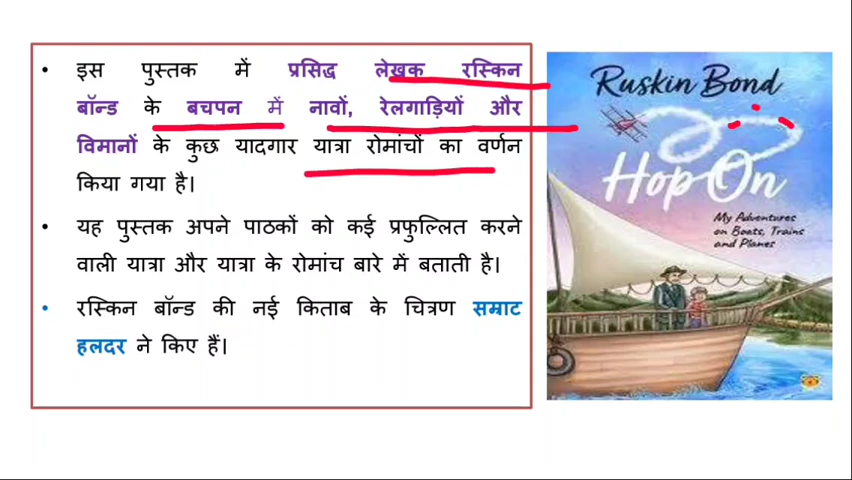 • इस पुस्तक में प्रसिद्ध लेखक रस्किन
बॉन्ड के बचपन में नावों, रेलगाड़ियों और
विमानों के कुछ यादगार यात्रा रोमांचों का वर्णन
किया गया है।
• यह पुस्तक अपने पाठकों को कई प्रफुल्लित करने
वाली यात्रा और यात्रा के रोमांच बारे में बताती है।
• रस्किन बॉन्ड की नई किताब के चित्रण सम्राट
हलदर ने किए हैं।
Ruskin Bond
Hop On
My Adventures
on Boats, Trains
and Planes